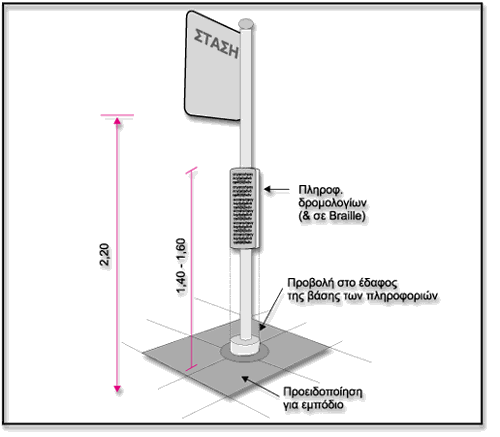 ΣΤΑΣΗ
Πληροφ.
δρομολογίων
(& σε Braille)
2,20
1,40 - 1,60
Προβολή στο έδαφος
της βάσης των πληροφοριών
Προειδοποίηση
για εμπόδιο